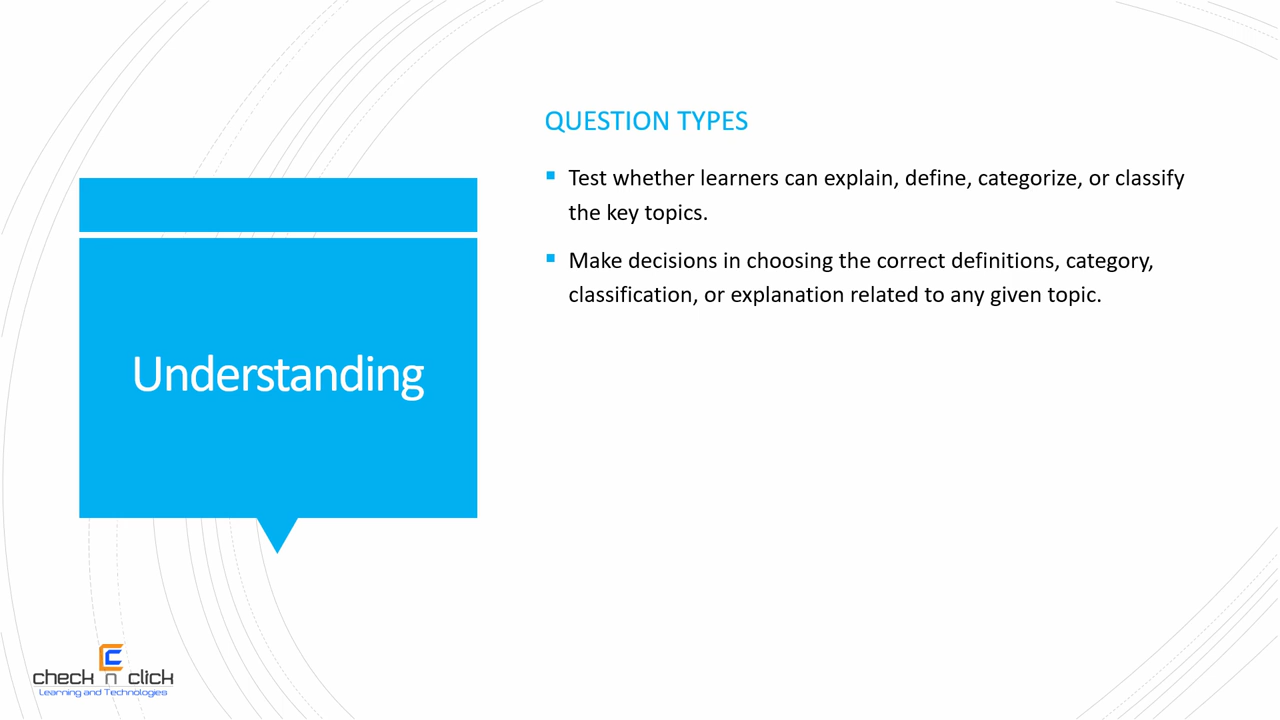 QUESTION TYPES
Test whether learners can explain, define, categorize, or classify
the key topics.
Make decisions in choosing the correct definitions, category,
classification, or explanation related to any given topic.
Understanding
check n click
Learning and Technologies